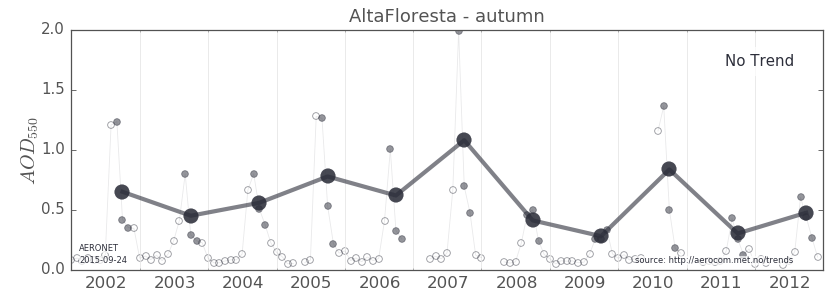 AltaFloresta - autumn
2.0
1.5
1.0
0.5
0.0
AOD550
No Trend
AERONET
2015-09-24
source: http://aerocom.met.no/trends
2002 2003 2004 2005 2006 2007 2008 2009 2010 2011 2012